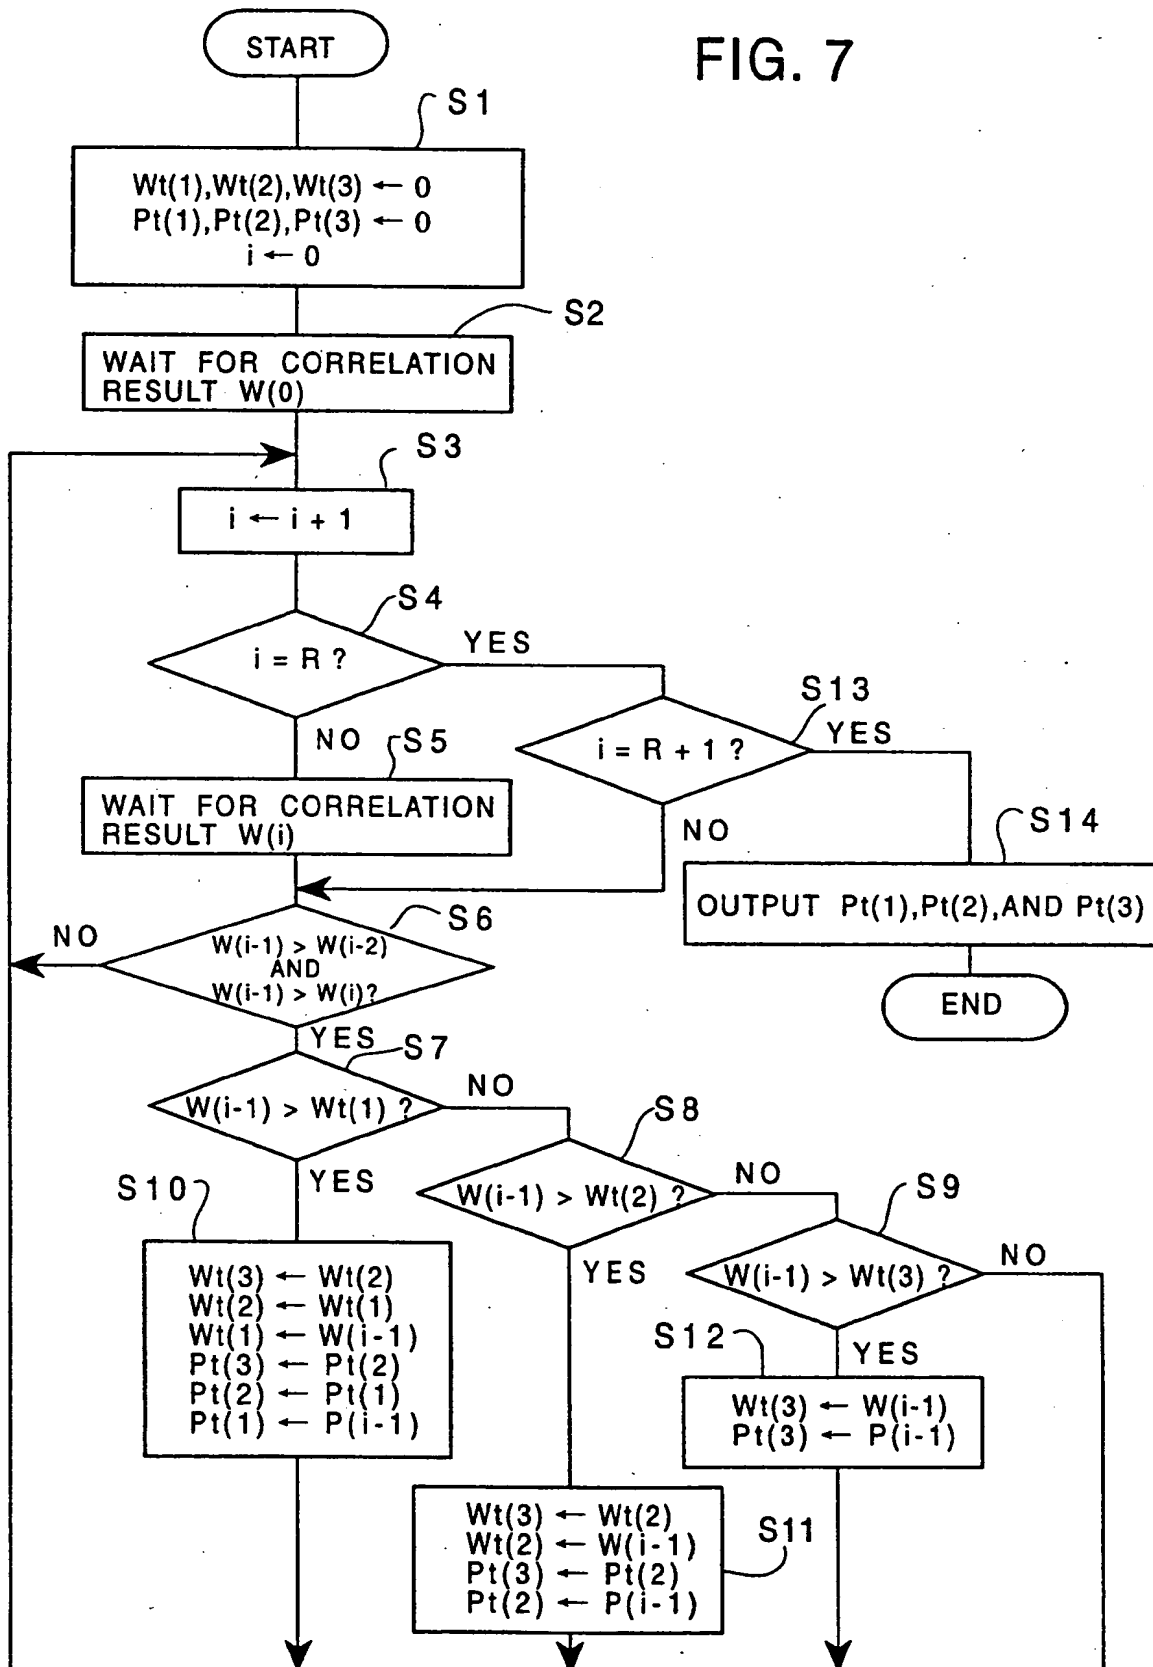 FIG. 7
START
S1
Wt(1),Wt(2),Wt(3) ← 0
Pt(1),Pt(2),Pt(3) ← 0
i ← 0
S2
WAIT FOR CORRELATION
RESULT W(0)
S3
i ← i + 1
S4
i = R ?
YES
NO
S13
i = R + 1 ?
YES
NO
S5
WAIT FOR CORRELATION
RESULT W(i)
S14
OUTPUT Pt(1),Pt(2),AND Pt(3)
END
S6
W(i-1) > W(i-2)
AND
W(i-1) > W(i)?
NO
YES
S7
W(i-1) > Wt(1) ?
NO
YES
S8
W(i-1) > Wt(2) ?
NO
YES
S9
W(i-1) > Wt(3) ?
NO
YES
S10
Wt(3) ← Wt(2)
Wt(2) ← Wt(1)
Wt(1) ← W(i-1)
Pt(3) ← Pt(2)
Pt(2) ← Pt(1)
Pt(1) ← P(i-1)
S12
Wt(3) ← W(i-1)
Pt(3) ← P(i-1)
S11
Wt(3) ← Wt(2)
Wt(2) ← W(i-1)
Pt(3) ← Pt(2)
Pt(2) ← P(i-1)